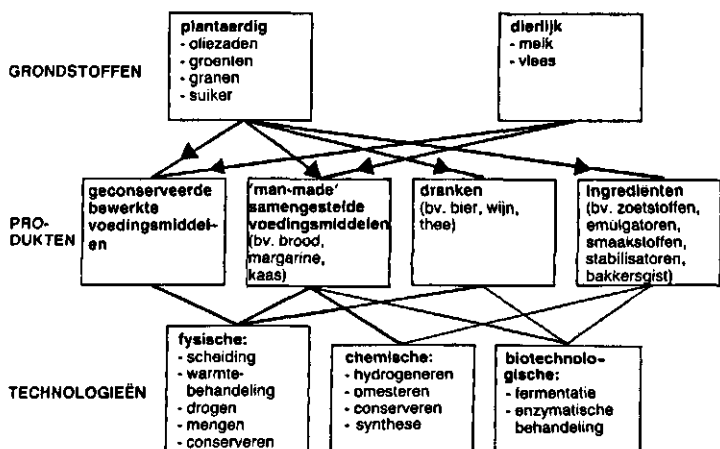 GRONDSTOFFEN
plantaardig
- oliezaden
- groenten
- granen
- suiker
dierlijk
- melk
- vlees
PRO-
DUKTEN
geconserveerde
bewerkte
voedingsmiddel-
en
'man-made'
samengestelde
voedingsmiddelen
(bv. brood,
margarine,
kaas)
dranken
(bv. bier, wijn,
thee)
ingrediënten
(bv. zoetstoffen,
emulgatoren,
smaakstoffen,
stabilisatoren,
bakkersgist)
TECHNOLOGIEËN
fysische:
- scheiding
- warmte-
behandeling
- drogen
- mengen
- conserveren
chemische:
- hydrogeneren
- omesteren
- conserveren
- synthese
biotechnolo-
gische:
- fermentatie
- enzymatische
behandeling